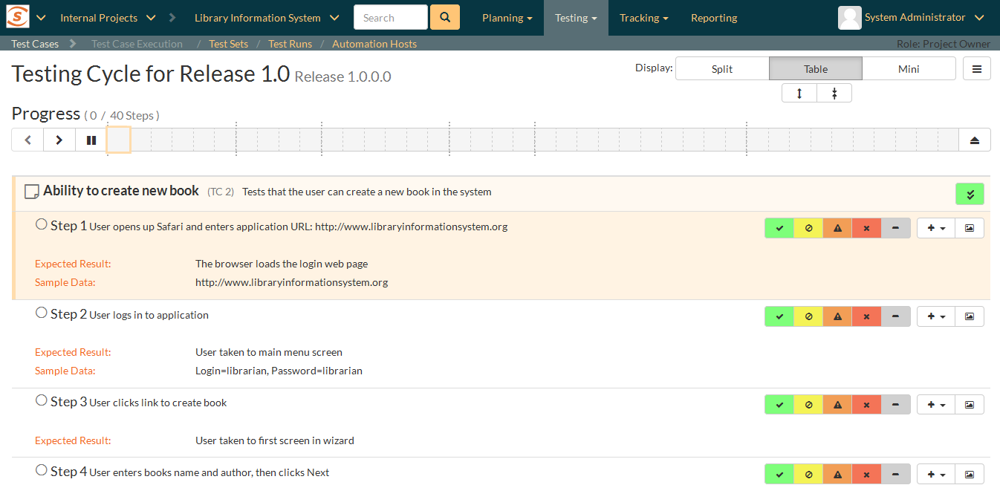 Internal Projects Library Information System Search Planning Testing Tracking Reporting System Administrator
Test Cases Test Case Execution / Test Sets / Test Runs / Automation Hosts Role: Project Owner
Testing Cycle for Release 1.0 Release 1.0.0.0 Display: Split Table Mini
Progress ( 0 / 40 Steps )
Ability to create new book (TC 2) Tests that the user can create a new book in the system
Step 1 User opens up Safari and enters application URL: http://www.libraryinformationsystem.org
Expected Result: The browser loads the login web page
Sample Data: http://www.libraryinformationsystem.org
Step 2 User logs in to application
Expected Result: User taken to main menu screen
Sample Data: Login=librarian, Password=librarian
Step 3 User clicks link to create book
Expected Result: User taken to first screen in wizard
Step 4 User enters books name and author, then clicks Next